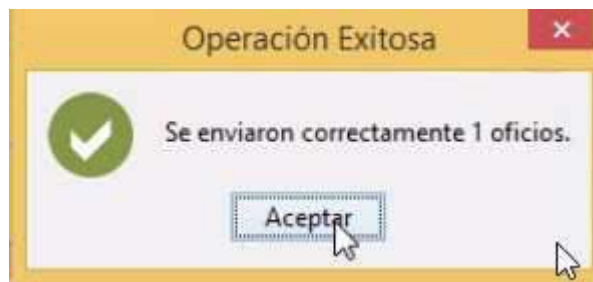 Operación Exitosa
Se enviaron correctamente 1 oficios.
Aceptar